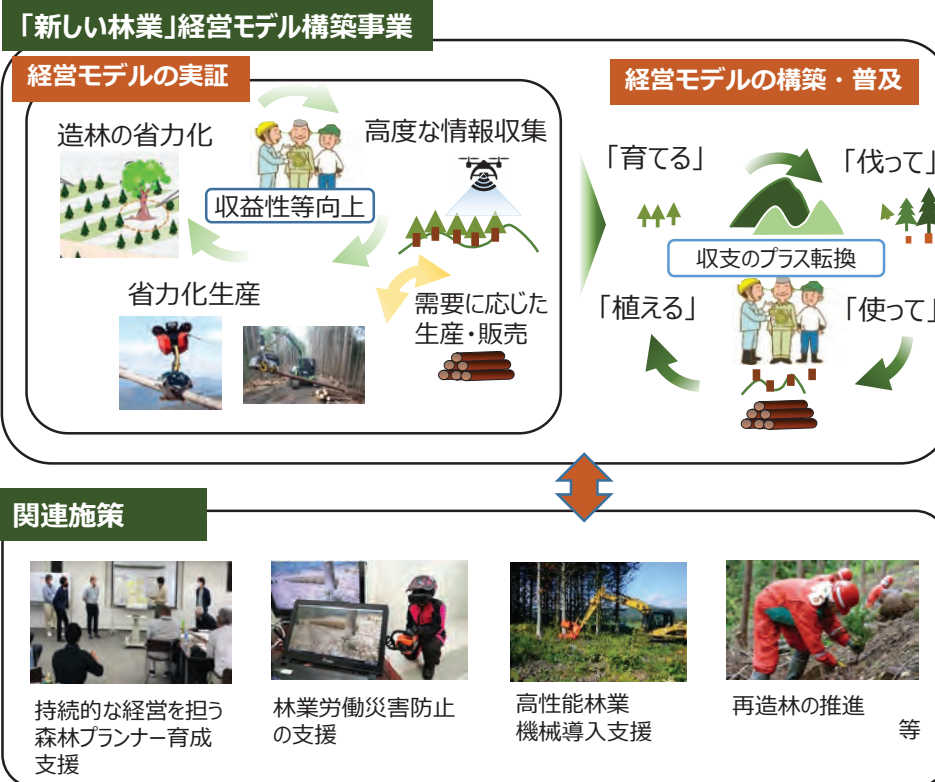 「新しい林業」経営モデル構築事業
経営モデルの実証
造林の省力化
高度な情報収集
収益性等向上
省力化生産
需要に応じた
生産・販売
経営モデルの構築・普及
「育てる」
「伐って」
収支のプラス転換
「植える」
「使って」
関連施策
持続的な経営を担う
森林プランナー育成
支援
林業労働災害防止
の支援
高性能林業
機械導入支援
再造林の推進
等